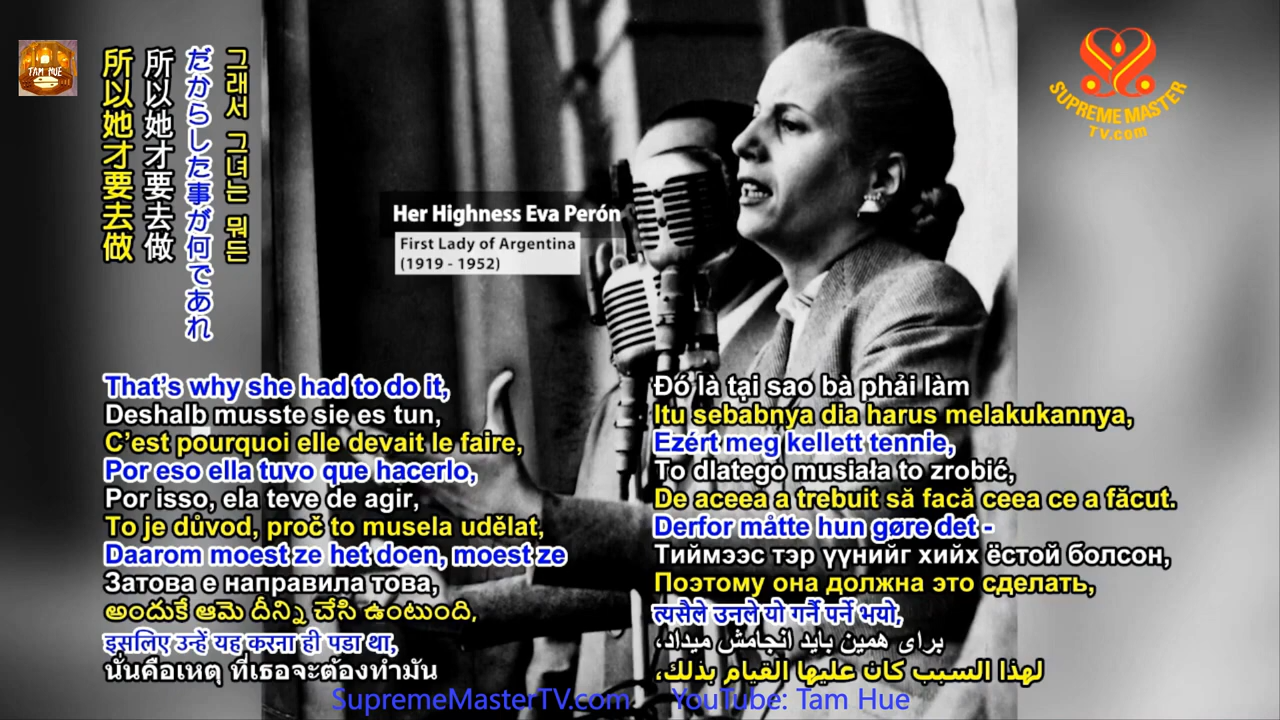 TAM HUE
所以她才要去做
所以她才要去做
だからした事が何であれ
그래서 그녀는 뭐든
SUPREME MASTER
TV.com
Her Highness Eva Perón
First Lady of Argentina
(1919 - 1952)
That's why she had to do it,
Deshalb musste sie es tun,
C'est pourquoi elle devait le faire,
Por eso ella tuvo que hacerlo,
Por isso, ela teve de agir,
To je důvod, proč to musela udělat,
Daarom moest ze het doen, moest ze
Затова е направила това,
అందుకే ఆమె దీన్ని చేసి ఉంటుంది,
इसलिए उन्हें यह करना ही पडा था,
นั่นคือเหตุ ที่เธอจะต้องทำมัน
Đó là tại sao bà phải làm
Itu sebabnya dia harus melakukannya,
Ezért meg kellett tennie,
To dlatego musiała to zrobić,
De aceea a trebuit să facă ceea ce a făcut.
Derfor måtte hun gøre det -
Тиймээс тэр үүнийг хийх ёстой болсон,
Поэтому она должна это сделать,
त्यसैले उनले यो गर्नै पर्ने भयो,
برای همین باید انجامش میداد،
لهذا السبب كان عليها القيام بذلك،
SupremeMasterTV.com
YouTube: Tam Hue